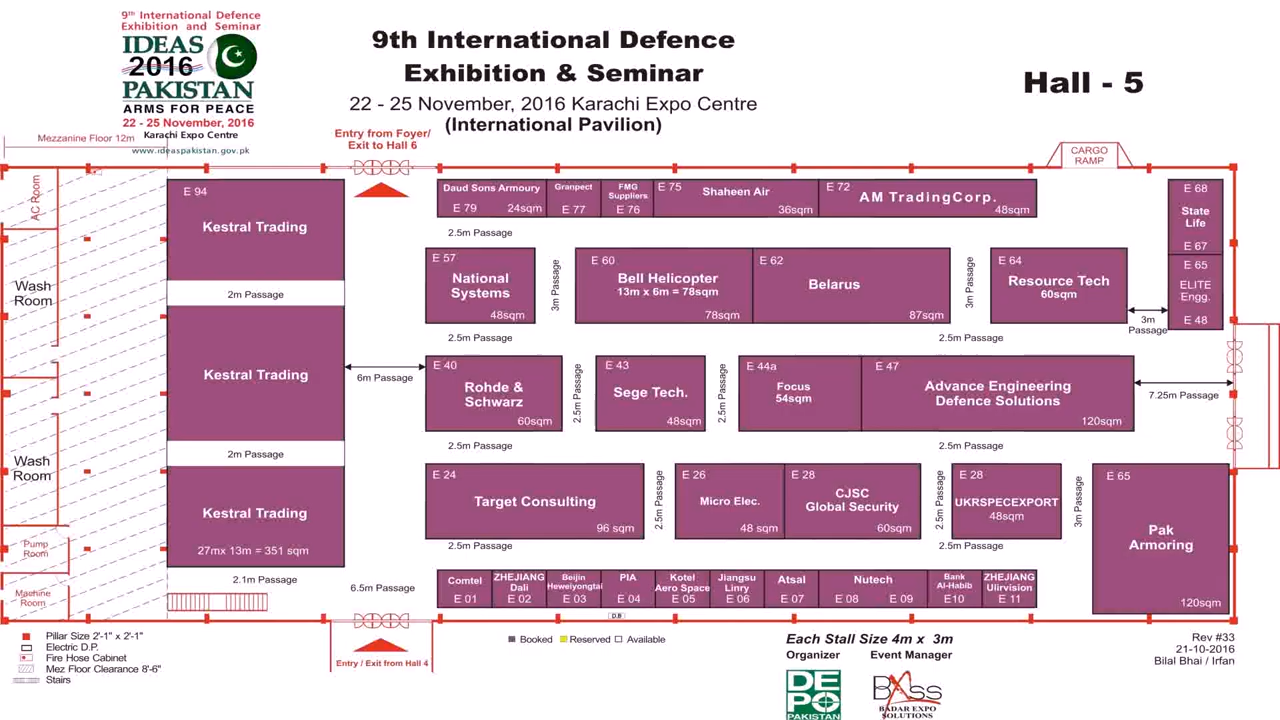 9th International Defence
Exhibition and Seminar
IDEAS
2016
PAKISTAN
ARMS FOR PEACE
22 - 25 November, 2016
Karachi Expo Centre
www.ideaspakistan.gov.pk
9th International Defence
Exhibition & Seminar
22 - 25 November, 2016 Karachi Expo Centre
(International Pavilion)
Hall - 5
Mezzanine Floor 12m
Entry from Foyer/
Exit to Hall 6
CARGO
RAMP
AC Room
Wash
Room
Wash
Room
Pump
Room
Machine
Room
E 94
Kestral Trading
2m Passage
Kestral Trading
2m Passage
Kestral Trading
27mx 13m = 351 sqm
2.1m Passage
6m Passage
6.5m Passage
Daud Sons Armoury
E 79 24sqm
Granpect
E 77
FMG
Suppliers
E 76
E 75
Shaheen Air
36sqm
E 72
AM TradingCorp.
48sqm
E 68
State
Life
E 67
E 65
ELITE
Engg.
E 48
2.5m Passage
E 57
National
Systems
48sqm
3m Passage
E 60
Bell Helicopter
13m x 6m = 78sqm
78sqm
E 62
Belarus
87sqm
3m Passage
E 64
Resource Tech
60sqm
3m
Passage
2.5m Passage
2.5m Passage
E 40
Rohde &
Schwarz
60sqm
2.5m Passage
E 43
Sege Tech.
48sqm
2.5m Passage
E 44a
Focus
54sqm
E 47
Advance Engineering
Defence Solutions
120sqm
7.25m Passage
2.5m Passage
2.5m Passage
E 24
Target Consulting
96 sqm
2.5m Passage
E 26
Micro Elec.
48 sqm
E 28
CJSC
Global Security
60sqm
2.5m Passage
E 28
UKRSPECEXPORT
48sqm
3m Passage
E 65
Pak
Armoring
120sqm
2.5m Passage
2.5m Passage
Comtel
E 01
ZHEJIANG
Dali
E 02
Beijin
Heweiyongtai
E 03
PIA
E 04
Kotel
Aero Space
E 05
Jiangsu
Linry
E 06
Atsal
E 07
Nutech
E 08 E 09
Bank
Al-Habib
E10
ZHEJIANG
Ulirvision
E 11
D.B
Entry / Exit from Hall 4
Pillar Size 2'-1" x 2'-1"
Electric D.P.
Fire Hose Cabinet
Mez Floor Clearance 8'-6"
Stairs
Booked Reserved Available
Each Stall Size 4m x 3m
Organizer Event Manager
DE
PO
PAKISTAN
BXSS
BADAR EXPO
SOLUTIONS
Rev #33
21-10-2016
Bilal Bhai / Irfan